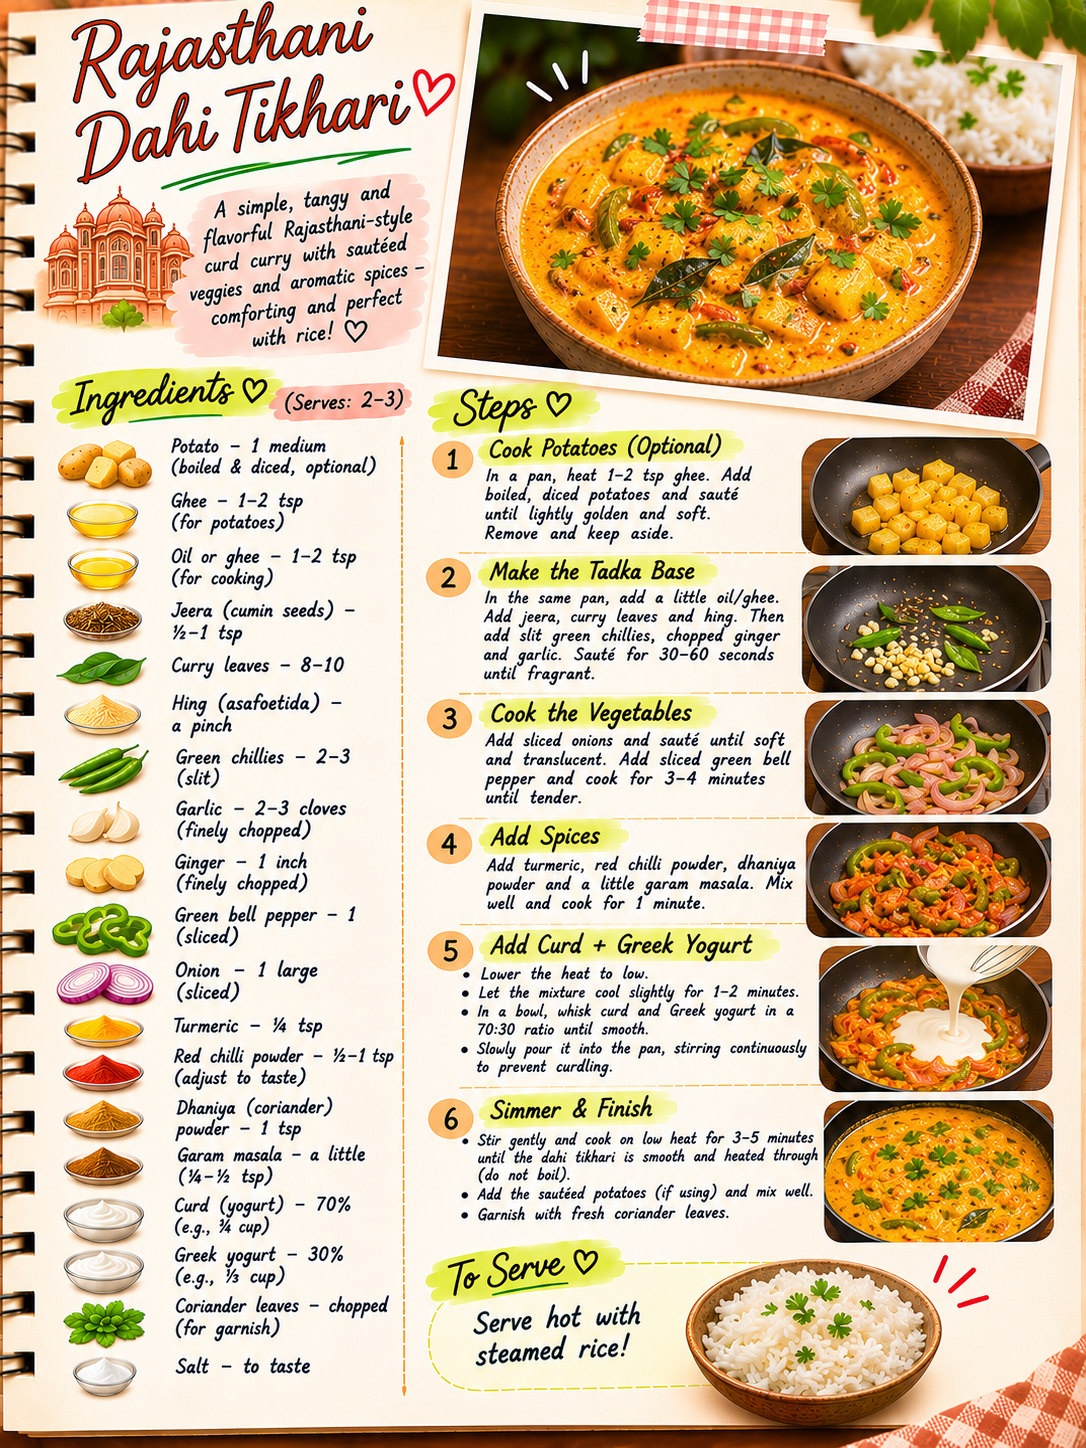 Rajasthani
Dahi Tikhari
A simple, tangy and
flavorful Rajasthani-style
curd curry with sautéed
veggies and aromatic spices –
comforting and perfect
with rice!
Ingredients
(Serves: 2–3)
Potato – 1 medium
(boiled & diced, optional)
Ghee – 1–2 tsp
(for potatoes)
Oil or ghee – 1–2 tsp
(for cooking)
Jeera (cumin seeds) –
½–1 tsp
Curry leaves – 8–10
Hing (asafoetida) –
a pinch
Green chillies – 2–3
(slit)
Garlic – 2–3 cloves
(finely chopped)
Ginger – 1 inch
(finely chopped)
Green bell pepper – 1
(sliced)
Onion – 1 large
(sliced)
Turmeric – ¼ tsp
Red chilli powder – ½–1 tsp
(adjust to taste)
Dhaniya (coriander)
powder – 1 tsp
Garam masala – a little
(¼–½ tsp)
Curd (yogurt) – 70%
(e.g., ¾ cup)
Greek yogurt – 30%
(e.g., ⅓ cup)
Coriander leaves – chopped
(for garnish)
Salt – to taste
Steps
1 Cook Potatoes (Optional)
In a pan, heat 1–2 tsp ghee. Add
boiled, diced potatoes and sauté
until lightly golden and soft.
Remove and keep aside.
2 Make the Tadka Base
In the same pan, add a little oil/ghee.
Add jeera, curry leaves and hing. Then
add slit green chillies, chopped ginger
and garlic. Sauté for 30–60 seconds
until fragrant.
3 Cook the Vegetables
Add sliced onions and sauté until soft
and translucent. Add sliced green bell
pepper and cook for 3–4 minutes
until tender.
4 Add Spices
Add turmeric, red chilli powder, dhaniya
powder and a little garam masala. Mix
well and cook for 1 minute.
5 Add Curd + Greek Yogurt
• Lower the heat to low.
• Let the mixture cool slightly for 1–2 minutes.
• In a bowl, whisk curd and Greek yogurt in a
70:30 ratio until smooth.
• Slowly pour it into the pan, stirring continuously
to prevent curdling.
6 Simmer & Finish
• Stir gently and cook on low heat for 3–5 minutes
until the dahi tikhari is smooth and heated through
(do not boil).
• Add the sautéed potatoes (if using) and mix well.
• Garnish with fresh coriander leaves.
To Serve
Serve hot with
steamed rice!